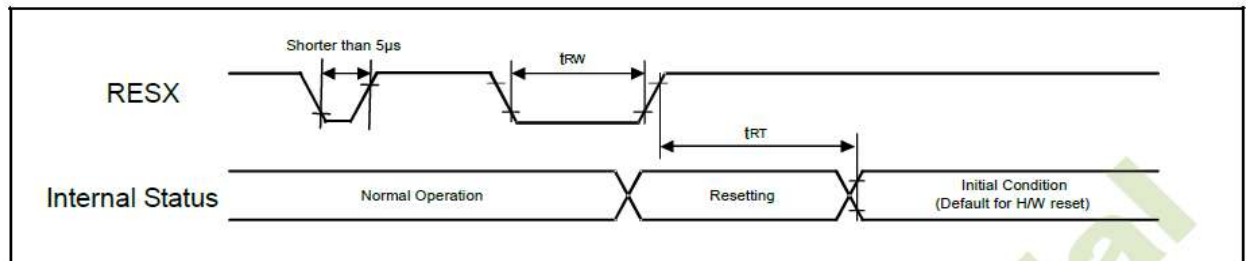 Shorter than 5µs
tRW
RESX
tRT
Internal Status
Normal Operation
Resetting
Initial Condition
(Default for H/W reset)